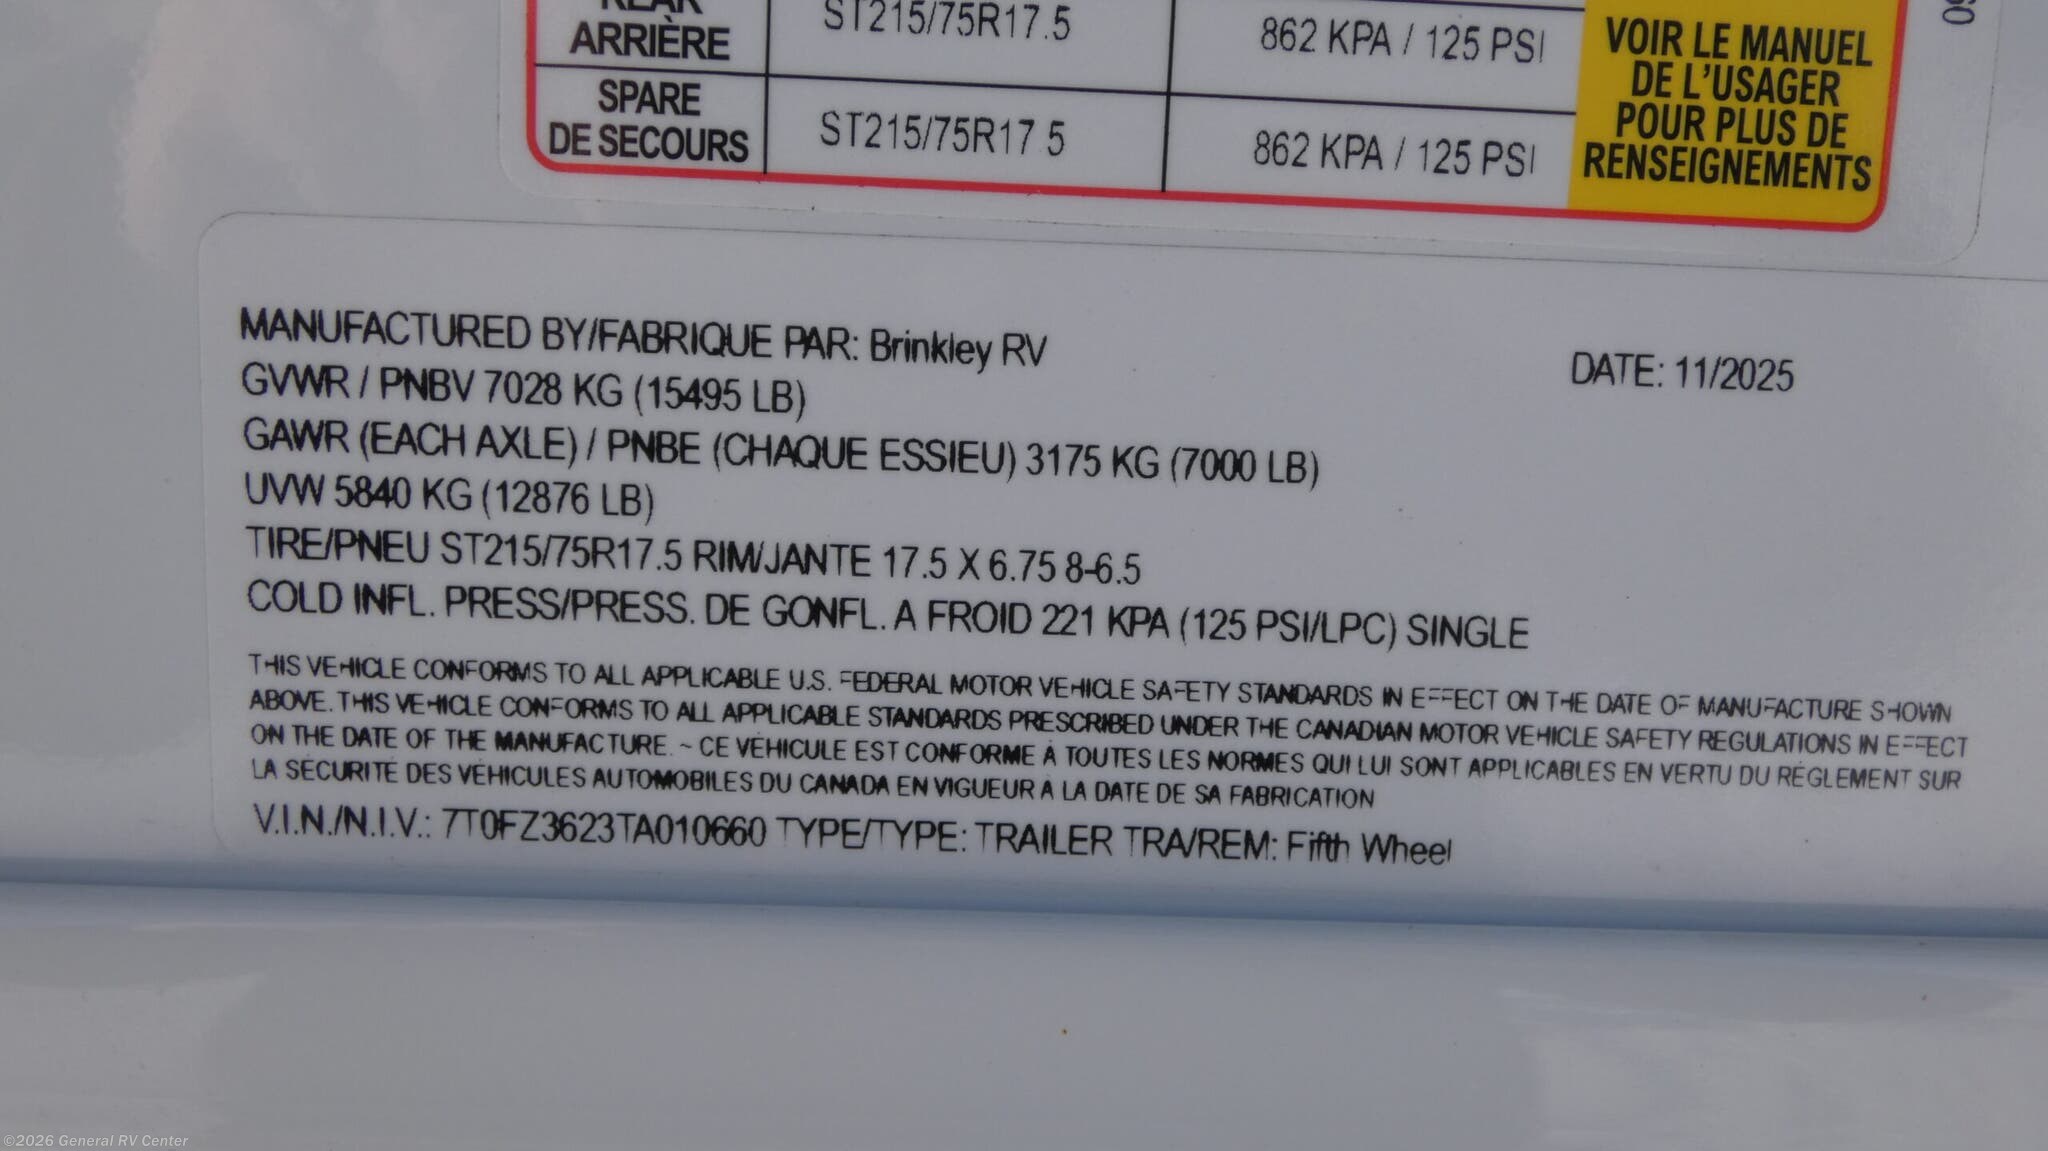 REAR
ARRIÈRE
ST215/75R17.5
862 KPA / 125 PSI
SPARE
DE SECOURS
ST215/75R17.5
862 KPA / 125 PSI
VOIR LE MANUEL
DE L'USAGER
POUR PLUS DE
RENSEIGNEMENTS
MANUFACTURED BY/FABRIQUE PAR: Brinkley RV
DATE: 11/2025
GVWR / PNBV 7028 KG (15495 LB)
GAWR (EACH AXLE) / PNBE (CHAQUE ESSIEU) 3175 KG (7000 LB)
UVW 5840 KG (12876 LB)
TIRE/PNEU ST215/75R17.5 RIM/JANTE 17.5 X 6.75 8-6.5
COLD INFL. PRESS/PRESS. DE GONFL. A FROID 221 KPA (125 PSI/LPC) SINGLE
THIS VEHICLE CONFORMS TO ALL APPLICABLE U.S. FEDERAL MOTOR VEHICLE SAFETY STANDARDS IN EFFECT ON THE DATE OF MANUFACTURE SHOWN
ABOVE. THIS VEHICLE CONFORMS TO ALL APPLICABLE STANDARDS PRESCRIBED UNDER THE CANADIAN MOTOR VEHICLE SAFETY REGULATIONS IN EFFECT
ON THE DATE OF THE MANUFACTURE. ~ CE VÉHICULE EST CONFORME À TOUTES LES NORMES QUI LUI SONT APPLICABLES EN VERTU DU RÉGLEMENT SUR
LA SÉCURITÉ DES VÉHICULES AUTOMOBILES DU CANADA EN VIGUEUR À LA DATE DE SA FABRICATION
V.I.N./N.I.V.: 7T0FZ3623TA010660 TYPE/TYPE: TRAILER TRA/REM: Fifth Wheel
©2026 General RV Center